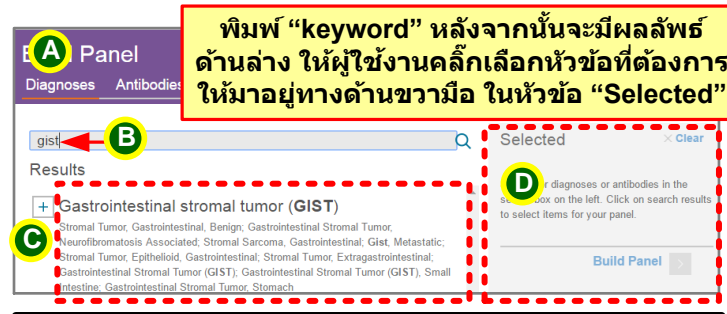 พิมพ์ “keyword” หลังจากนั้นจะมีผลลัพธ์
ด้านล่าง ให้ผู้ใช้งานคลิ๊กเลือกหัวข้อที่ต้องการ
ให้มาอยู่ทางด้านขวามือ ในหัวข้อ “Selected”
A
Panel
Diagnoses Antibodies
gist
B
Results
C
+ Gastrointestinal stromal tumor (GIST)
Stromal Tumor, Gastrointestinal, Benign; Gastrointestinal Stromal Tumor,
Neurofibromatosis Associated; Stromal Sarcoma, Gastrointestinal; Gist, Metastatic;
Stromal Tumor, Epithelioid, Gastrointestinal; Stromal Tumor, Extragastrointestinal;
Gastrointestinal Stromal Tumor (GIST); Gastrointestinal Stromal Tumor (GIST), Small
Intestine; Gastrointestinal Stromal Tumor, Stomach
Selected × Clear
D
r diagnoses or antibodies in the
box on the left. Click on search results
to select items for your panel.
Build Panel >